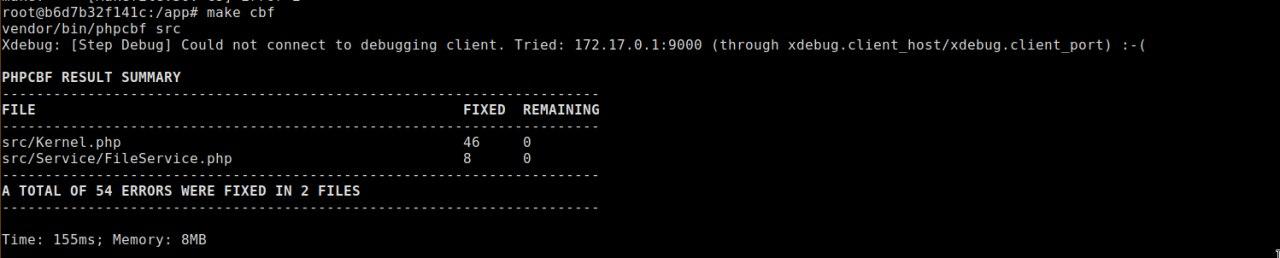 root@b6d7b32f141c:/app# make cbf
vendor/bin/phpcbf src
Xdebug: [Step Debug] Could not connect to debugging client. Tried: 172.17.0.1:9000 (through xdebug.client_host/xdebug.client_port) :-(
PHPCBF RESULT SUMMARY
----------------------------------------------------------------------
FILE FIXED REMAINING
----------------------------------------------------------------------
src/Kernel.php 46 0
src/Service/FileService.php 8 0
----------------------------------------------------------------------
A TOTAL OF 54 ERRORS WERE FIXED IN 2 FILES
----------------------------------------------------------------------
Time: 155ms; Memory: 8MB